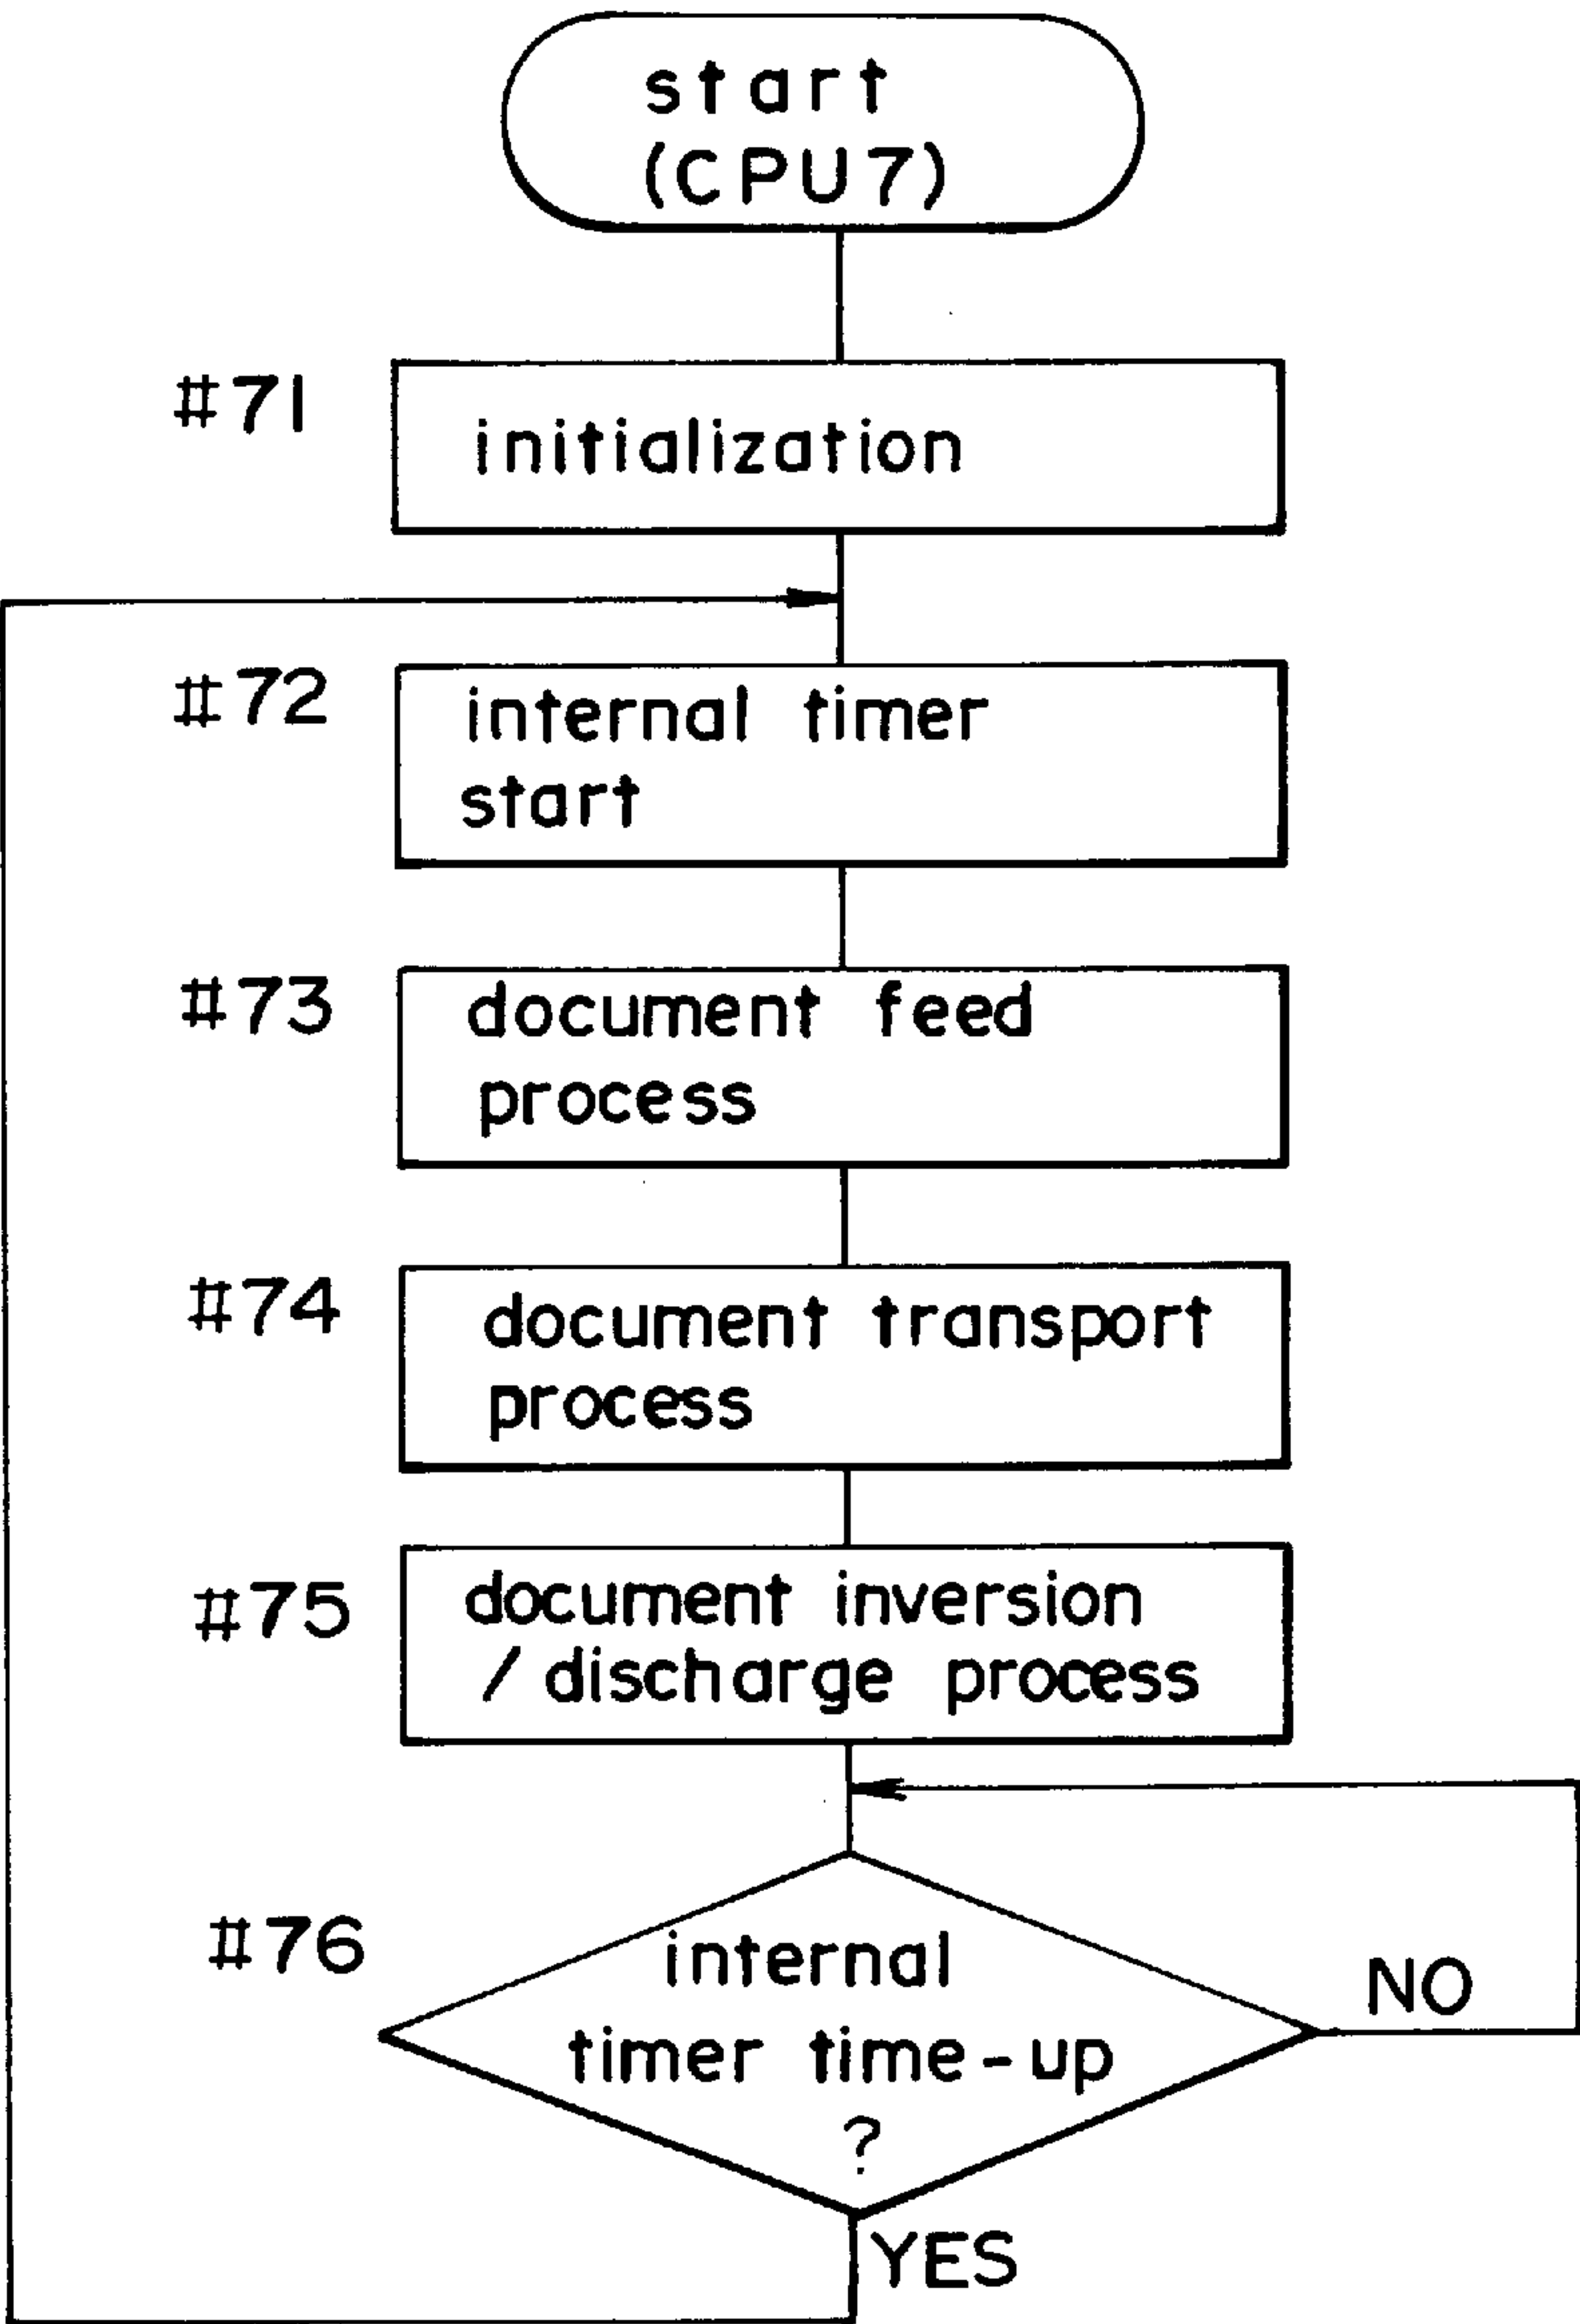 start
(CPU7)
#71
initialization
#72
internal timer
start
#73
document feed
process
#74
document transport
process
#75
document inversion
/discharge process
#76
internal
timer time-up
?
NO
YES